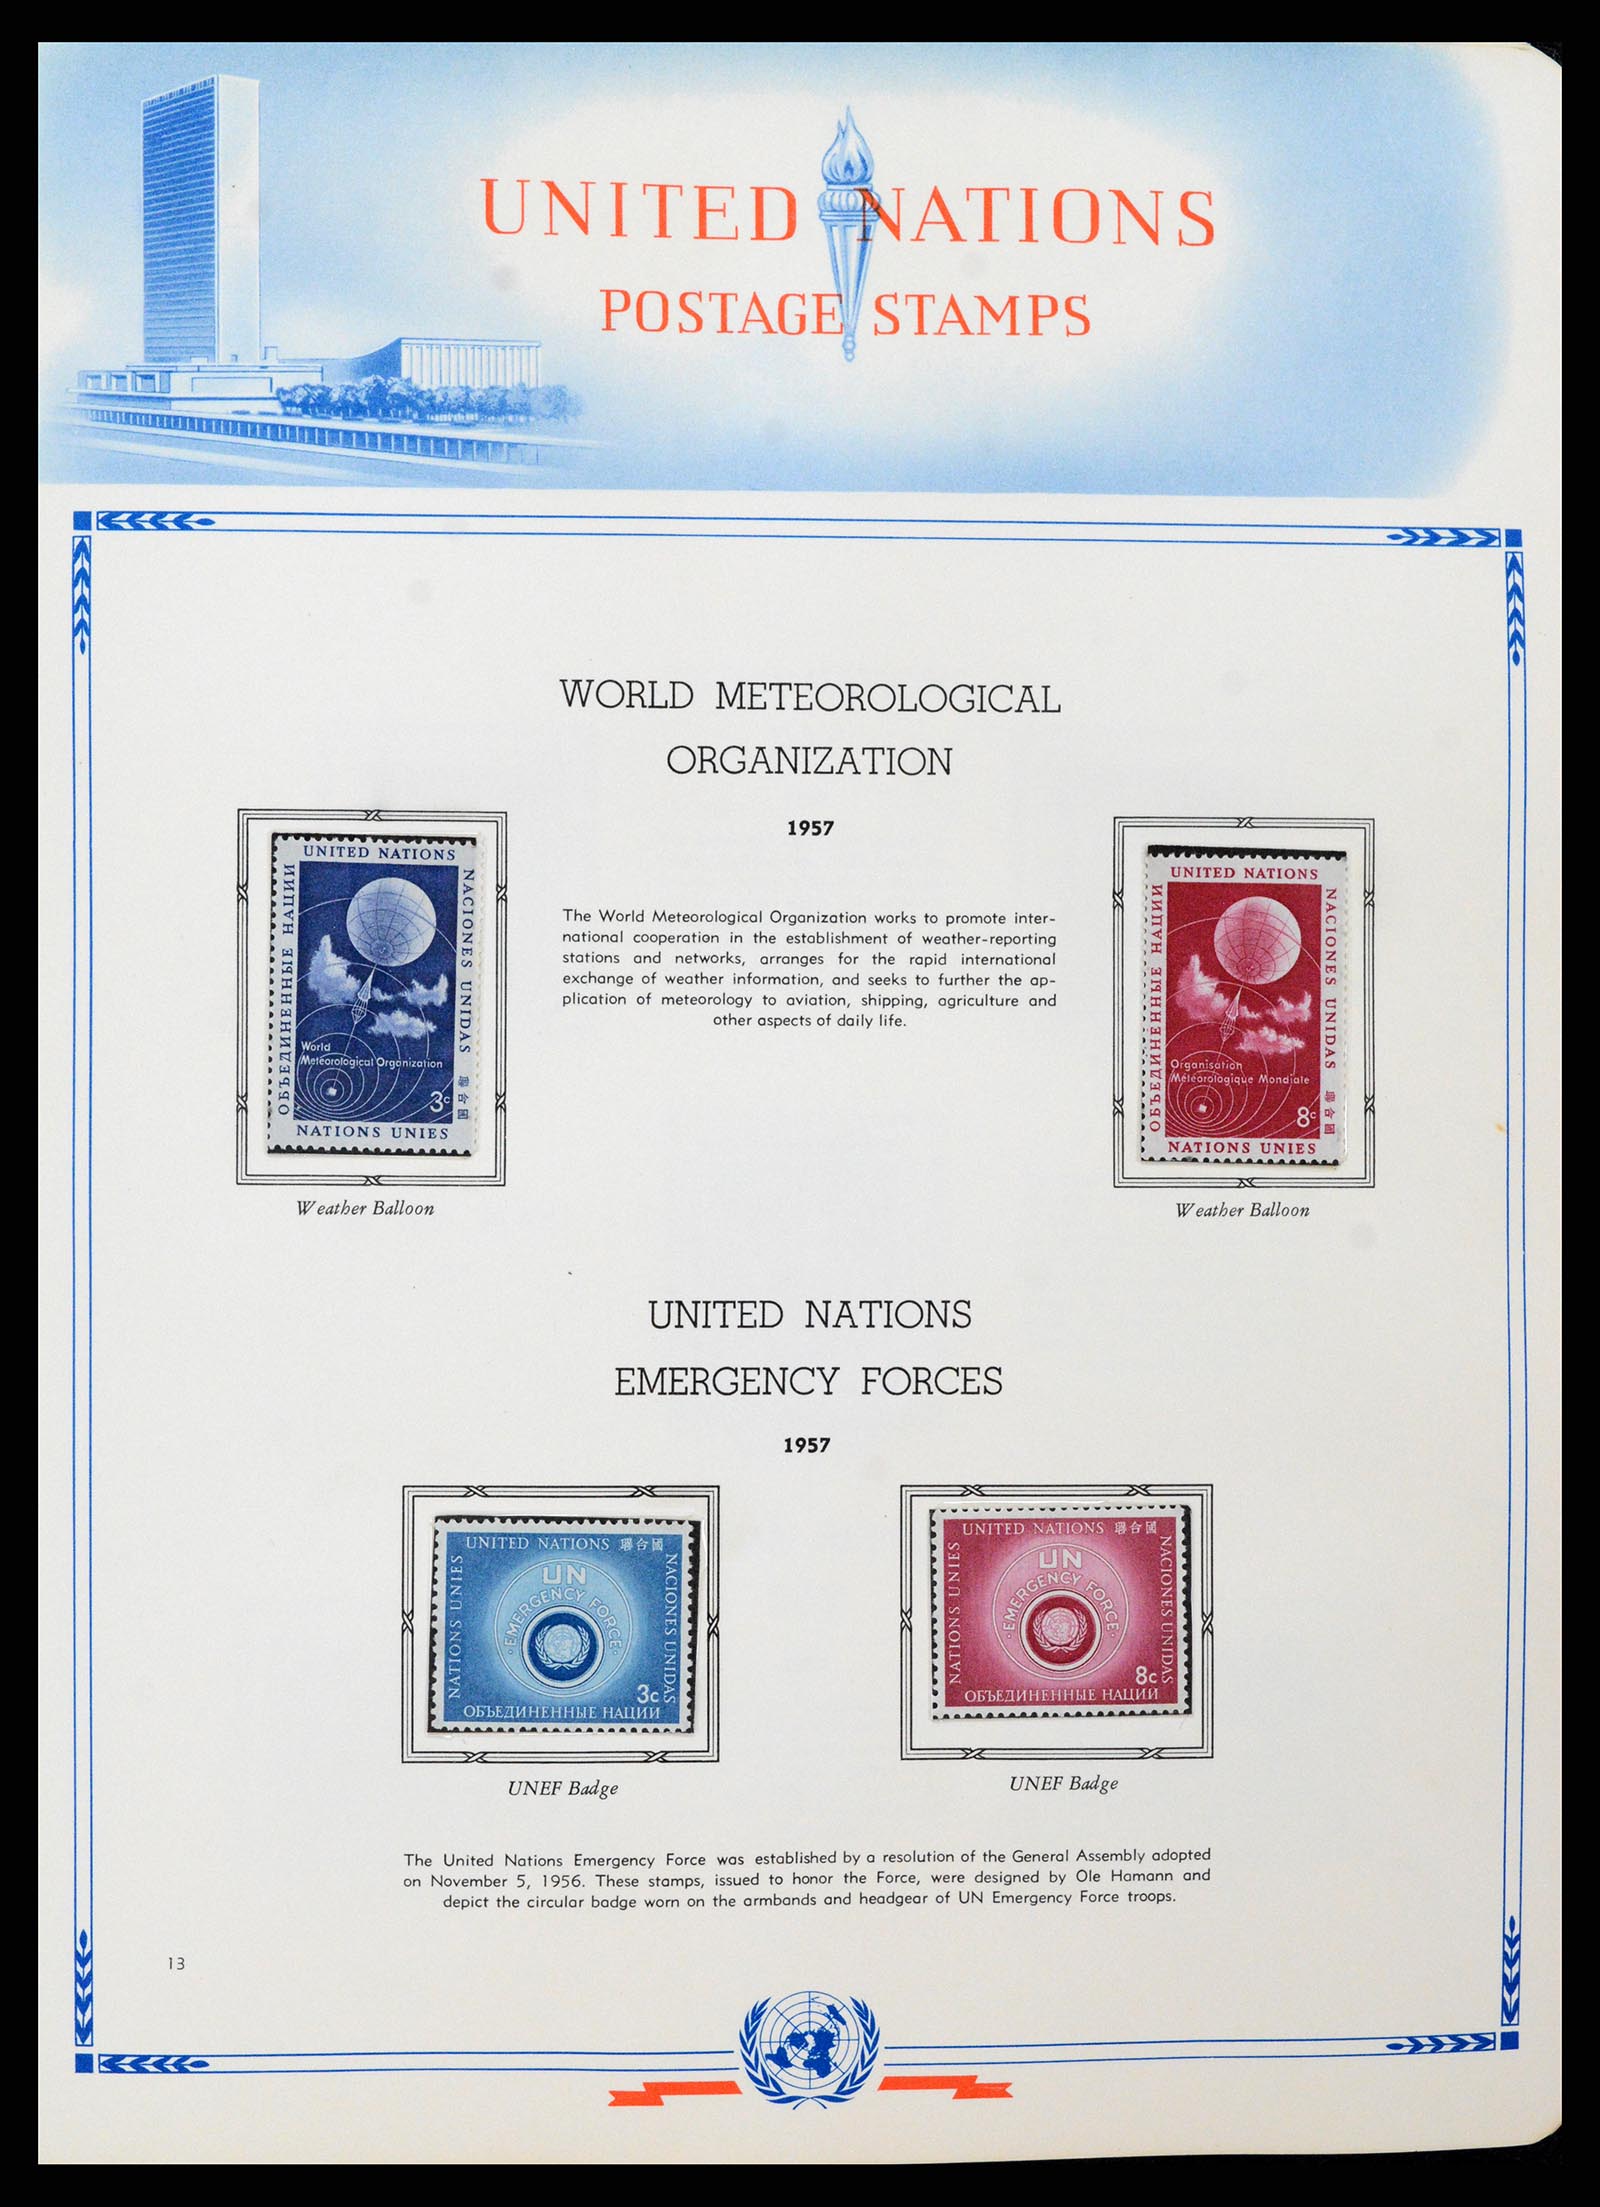 UNITED NATIONS
POSTAGE STAMPS
WORLD METEOROLOGICAL
ORGANIZATION
1957
UNITED NATIONS
ОБЪЕДИНЕННЫЕ НАЦИИ
NACIONES UNIDAS
聯合國
World
Meteorological Organization
3c
NATIONS UNIES
Weather Balloon
The World Meteorological Organization works to promote inter-
national cooperation in the establishment of weather-reporting
stations and networks, arranges for the rapid international
exchange of weather information, and seeks to further the ap-
plication of meteorology to aviation, shipping, agriculture and
other aspects of daily life.
UNITED NATIONS
ОБЪЕДИНЕННЫЕ НАЦИИ
NACIONES UNIDAS
聯合國
Organisation
Météorologique Mondiale
8c
NATIONS UNIES
Weather Balloon
UNITED NATIONS
EMERGENCY FORCES
1957
UNITED NATIONS 聯合國
NATIONS UNIES
NACIONES UNIDAS
UN
EMERGENCY FORCE
3c
ОБЪЕДИНЕННЫЕ НАЦИИ
UNEF Badge
UNITED NATIONS 聯合國
NATIONS UNIES
NACIONES UNIDAS
UN
EMERGENCY FORCE
8c
ОБЪЕДИНЕННЫЕ НАЦИИ
UNEF Badge
The United Nations Emergency Force was established by a resolution of the General Assembly adopted
on November 5, 1956. These stamps, issued to honor the Force, were designed by Ole Hamann and
depict the circular badge worn on the armbands and headgear of UN Emergency Force troops.
13